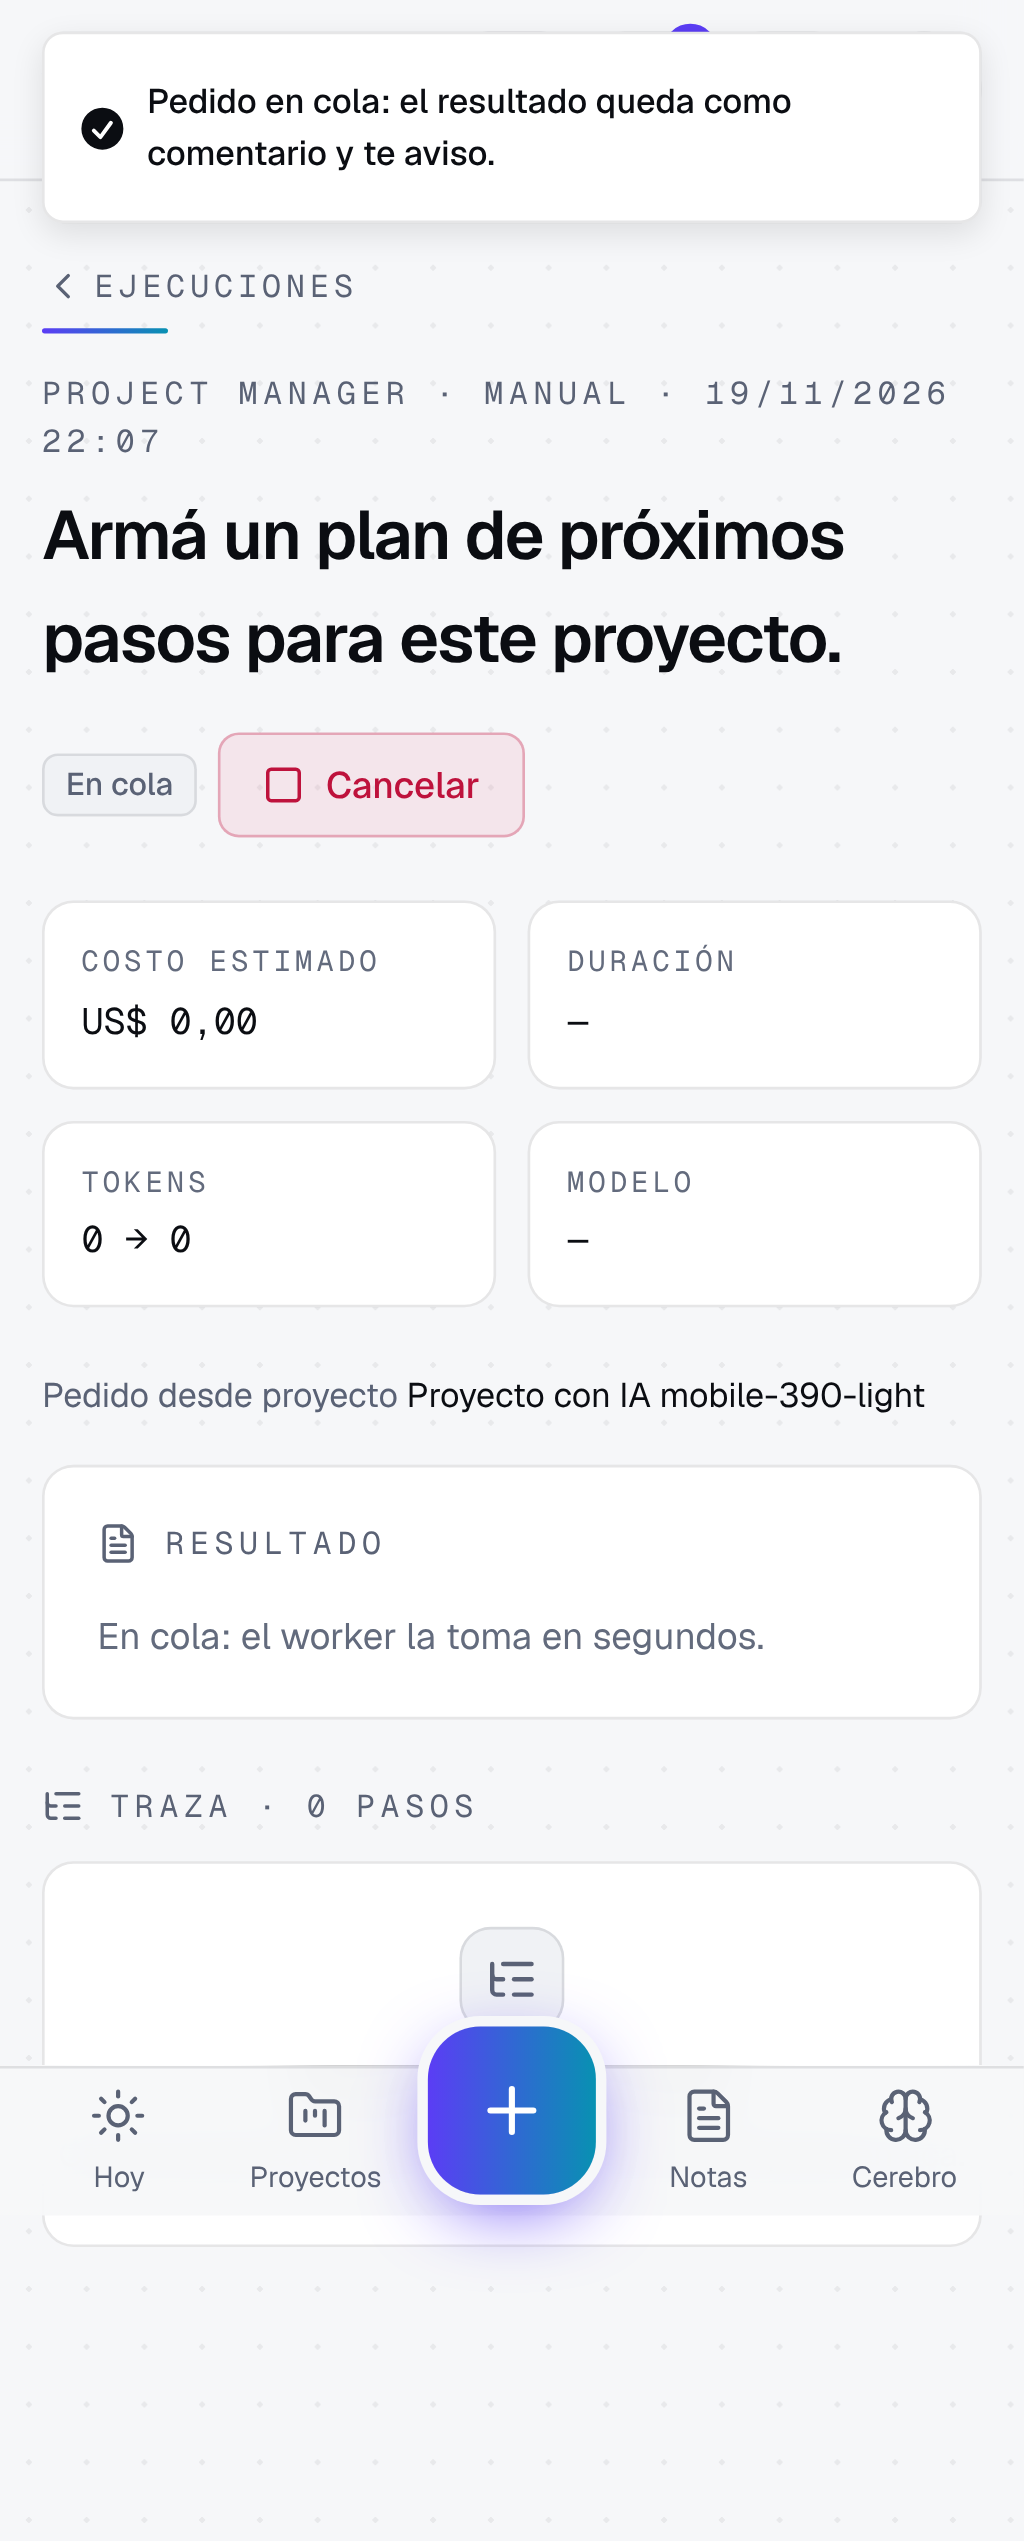 Pedido en cola: el resultado queda como
comentario y te aviso.
EJECUCIONES
PROJECT MANAGER · MANUAL · 19/11/2026
22:07
Armá un plan de próximos
pasos para este proyecto.
En cola
Cancelar
COSTO ESTIMADO
US$ 0,00
DURACIÓN
—
TOKENS
0 → 0
MODELO
—
Pedido desde proyecto Proyecto con IA mobile-390-light
RESULTADO
En cola: el worker la toma en segundos.
TRAZA · 0 PASOS
Hoy
Proyectos
Notas
Cerebro